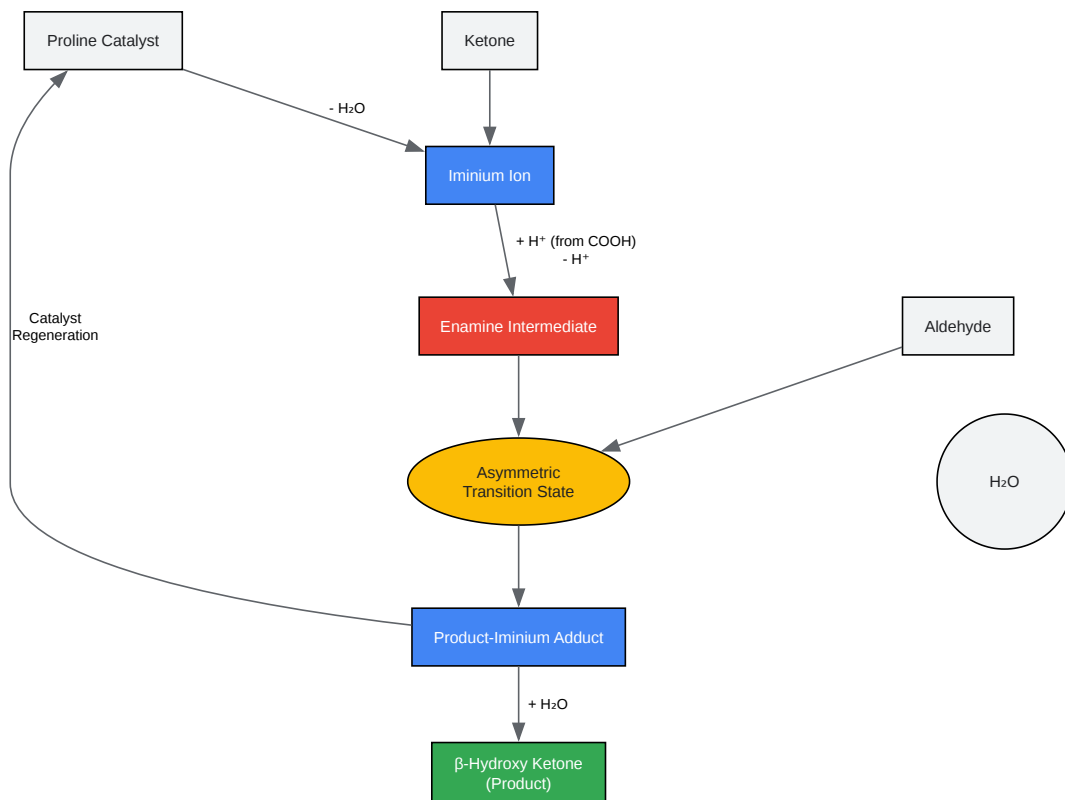 Proline Catalyst
Ketone
- H₂O
Iminium Ion
+ H⁺ (from COOH)
- H⁺
Catalyst
Regeneration
Enamine Intermediate
Aldehyde
Asymmetric
Transition State
H₂O
Product-Iminium Adduct
+ H₂O
β-Hydroxy Ketone
(Product)